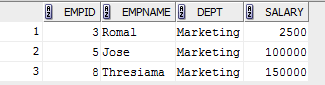 EMPID EMPNAME DEPT SALARY
1 3 Romal Marketing 2500
2 5 Jose Marketing 100000
3 8 Thresiama Marketing 150000